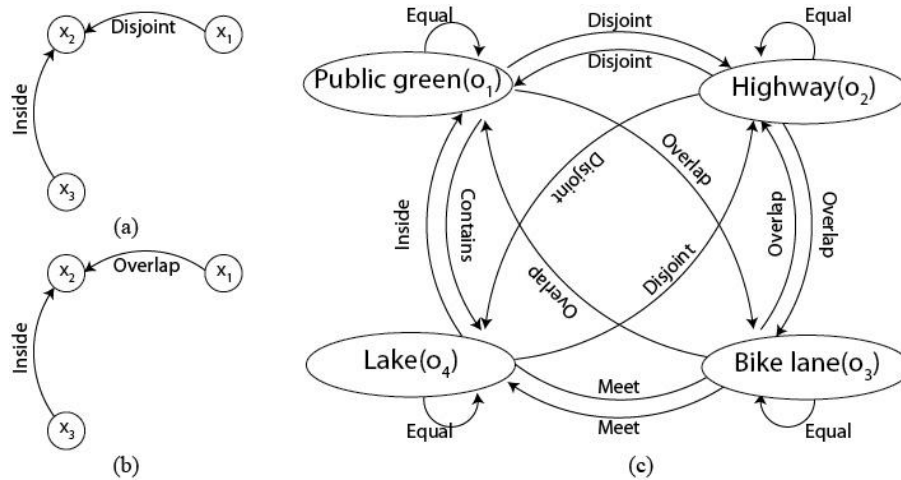 x2
Disjoint
x1
Inside
x3
(a)
x2
Overlap
x1
Inside
x3
(b)
Equal
Disjoint
Equal
Public green(o1)
Disjoint
Highway(o2)
Inside
Contains
Disjoint
Overlap
Overlap
Overlap
Overlap
Disjoint
Lake(o4)
Bike lane(o3)
Meet
Equal
Meet
Equal
(c)